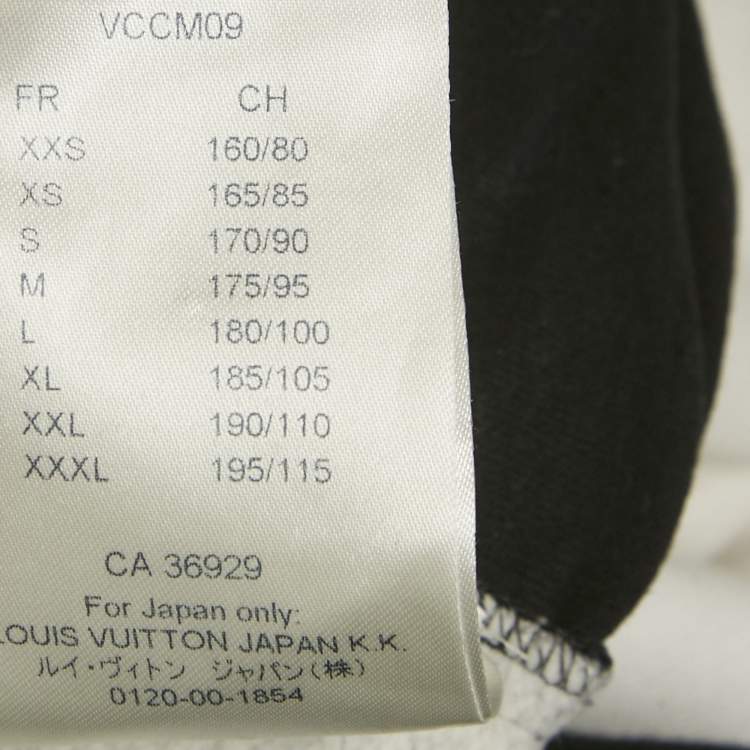 VCCM09
FR CH
XXS 160/80
XS 165/85
S 170/90
M 175/95
L 180/100
XL 185/105
XXL 190/110
XXXL 195/115
CA 36929
For Japan only:
LOUIS VUITTON JAPAN K.K.
ルイ・ヴィトン ジャパン(株)
0120-00-1854